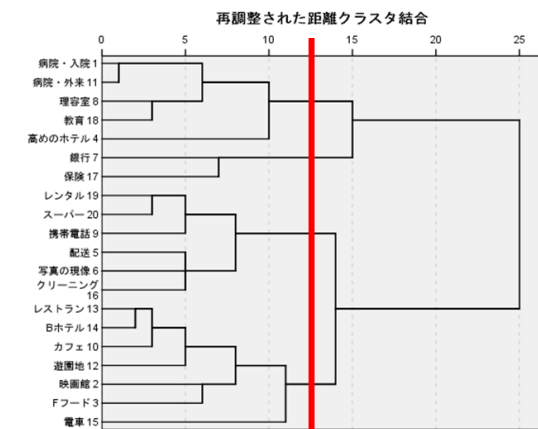 再調整された距離クラスタ結合
0 5 10 15 20 25
病院・入院 1
病院・外来 11
理容室 8
教育 18
高めのホテル 4
銀行 7
保険 17
レンタル 19
スーパー 20
携帯電話 9
配送 5
写真の現像 6
クリーニング
16
レストラン 13
Bホテル 14
カフェ 10
遊園地 12
映画館 2
Fフード 3
電車 15